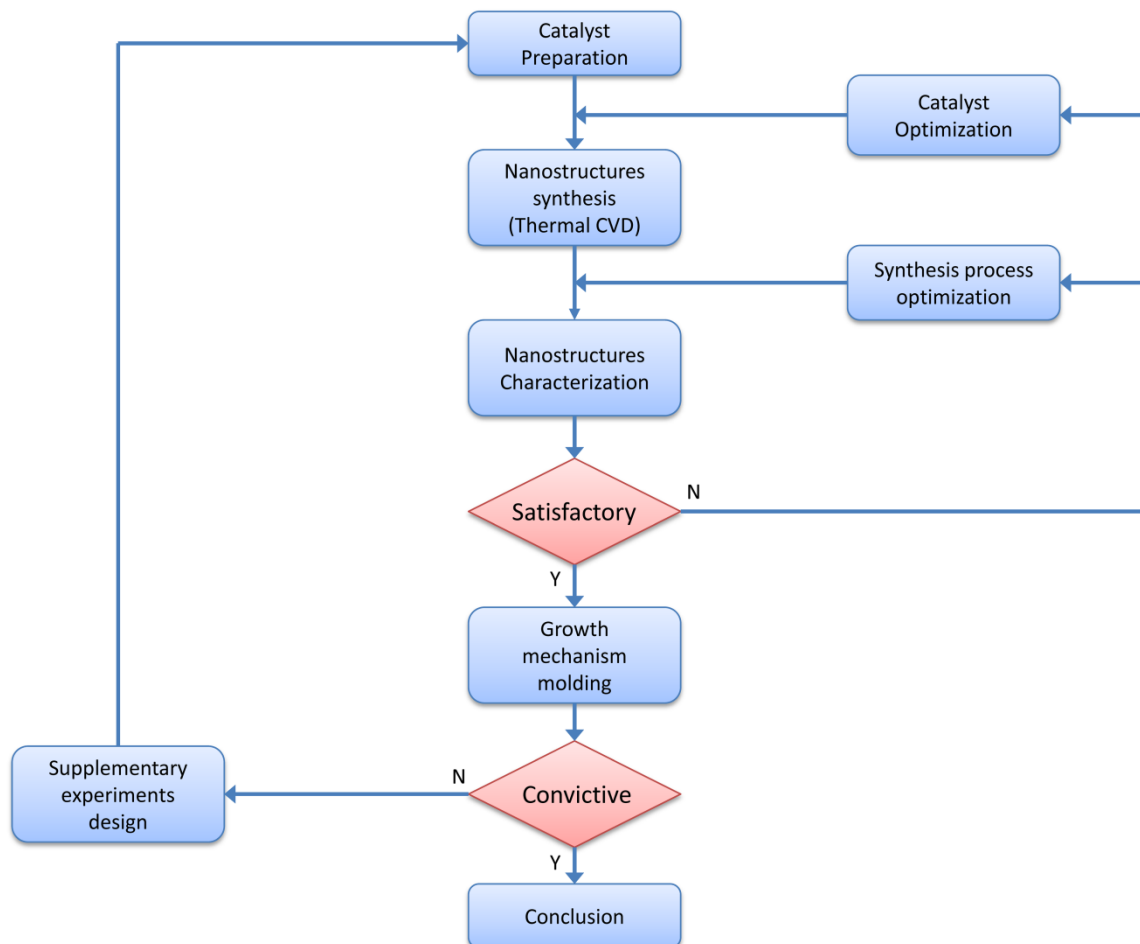 Catalyst
Preparation
Catalyst
Optimization
Nanostructures
synthesis
(Thermal CVD)
Synthesis process
optimization
Nanostructures
Characterization
Satisfactory
N
Y
Growth
mechanism
molding
Supplementary
experiments
design
N
Convictive
Y
Conclusion